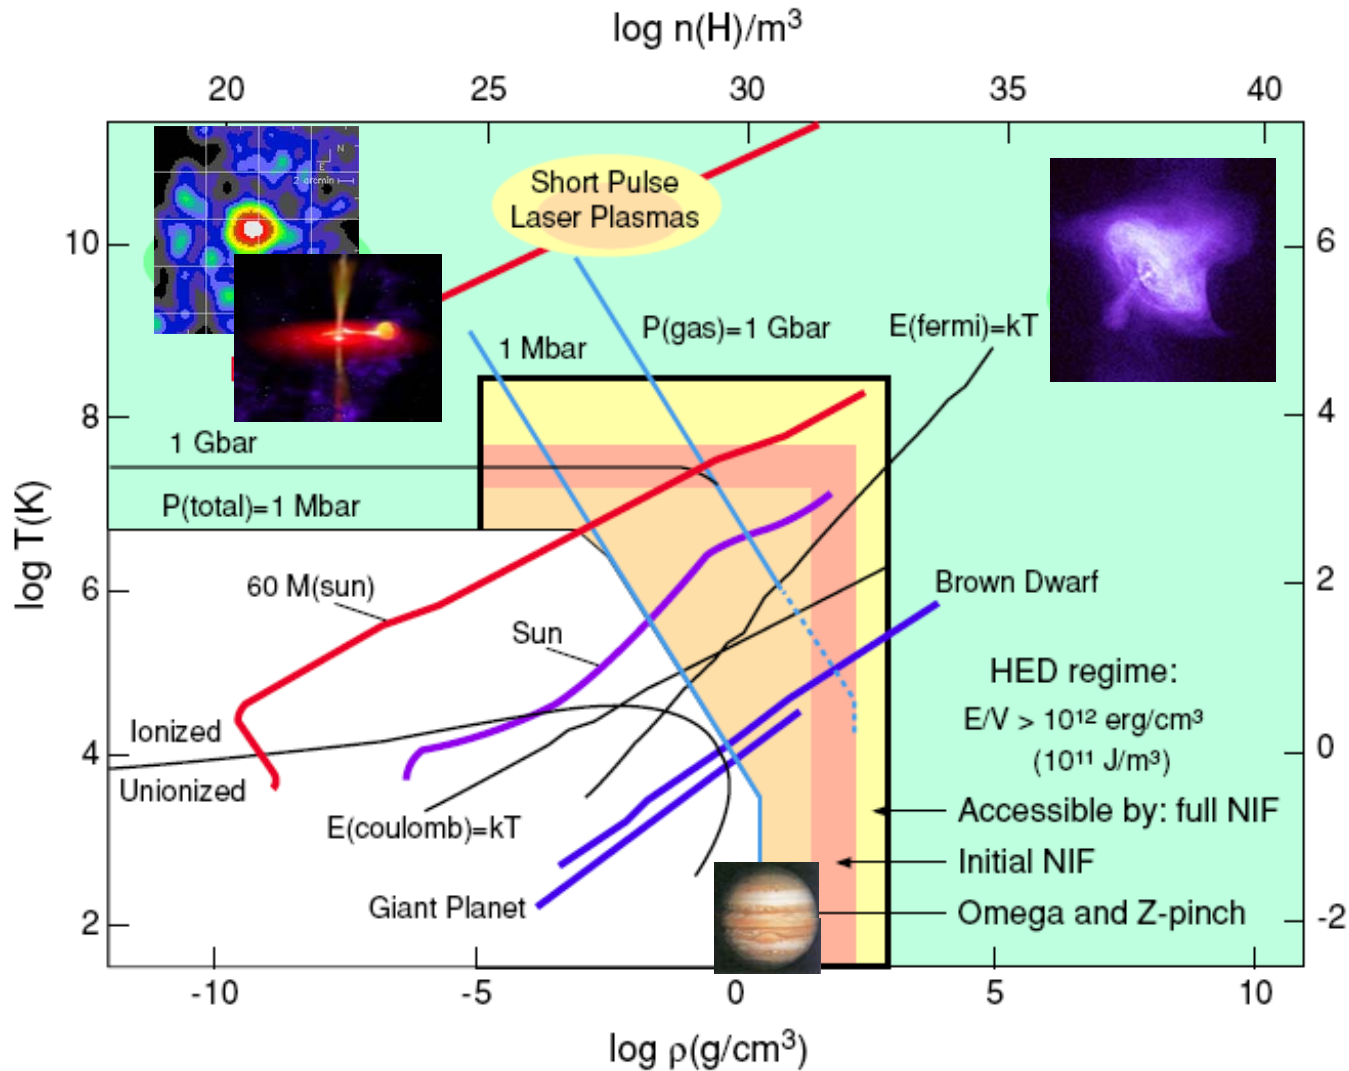 log n(H)/m³
20 25 30 35 40
N
E
2 arcmin
Short Pulse
Laser Plasmas
10
6
P(gas)=1 Gbar
E(fermi)=kT
1 Mbar
8
4
1 Gbar
P(total)=1 Mbar
log T(K)
6
2
60 M(sun)
Brown Dwarf
Sun
HED regime:
E/V > 10¹² erg/cm³
(10¹¹ J/m³)
Ionized
4
0
Unionized
Accessible by: full NIF
E(coulomb)=kT
Initial NIF
Giant Planet
Omega and Z-pinch
2
-2
-10 -5 0 5 10
log ρ(g/cm³)